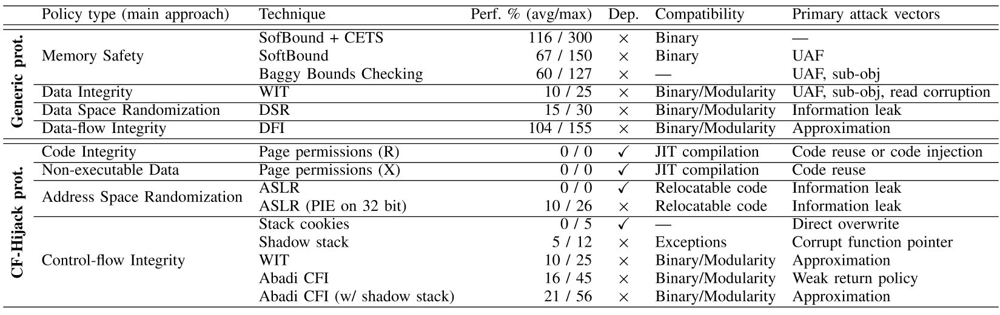 Policy type (main approach) Technique Perf. % (avg/max) Dep. Compatibility Primary attack vectors
Generic prot.
SofBound + CETS 116 / 300 × Binary —
Memory Safety SoftBound 67 / 150 × Binary UAF
Baggy Bounds Checking 60 / 127 × — UAF, sub-obj
Data Integrity WIT 10 / 25 × Binary/Modularity UAF, sub-obj, read corruption
Data Space Randomization DSR 15 / 30 × Binary/Modularity Information leak
Data-flow Integrity DFI 104 / 155 × Binary/Modularity Approximation
CF-Hijack prot.
Code Integrity Page permissions (R) 0 / 0 ✓ JIT compilation Code reuse or code injection
Non-executable Data Page permissions (X) 0 / 0 ✓ JIT compilation Code reuse
Address Space Randomization
ASLR 0 / 0 ✓ Relocatable code Information leak
ASLR (PIE on 32 bit) 10 / 26 × Relocatable code Information leak
Stack cookies 0 / 5 ✓ — Direct overwrite
Shadow stack 5 / 12 × Exceptions Corrupt function pointer
Control-flow Integrity WIT 10 / 25 × Binary/Modularity Approximation
Abadi CFI 16 / 45 × Binary/Modularity Weak return policy
Abadi CFI (w/ shadow stack) 21 / 56 × Binary/Modularity Approximation